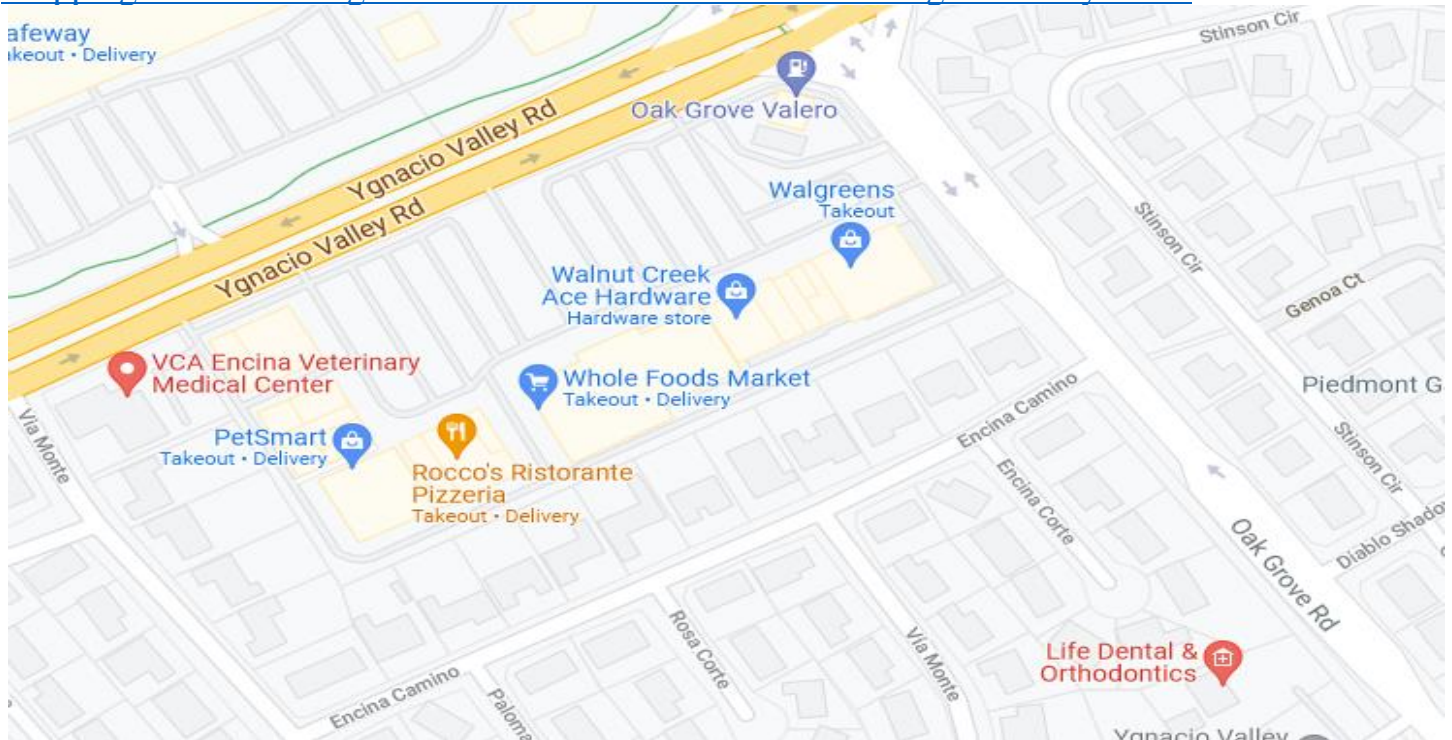 afeway
keout • Delivery
Stinson Cir
Oak Grove Valero
Ygnacio Valley Rd
Ygnacio Valley Rd
Walgreens
Takeout
Stinson Cir
Walnut Creek
Ace Hardware
Hardware store
Genoa Ct
VCA Encina Veterinary
Medical Center
Whole Foods Market
Takeout • Delivery
Piedmont G
Encina Camino
Via Monte
PetSmart
Takeout • Delivery
Rocco's Ristorante
Pizzeria
Takeout • Delivery
Stinson Cir
Encina Corte
Diablo Shado
Oak Grove Rd
Rosa Corte
Via Monte
Life Dental &
Orthodontics
Encina Camino
Paloma
Ygnacio Valley